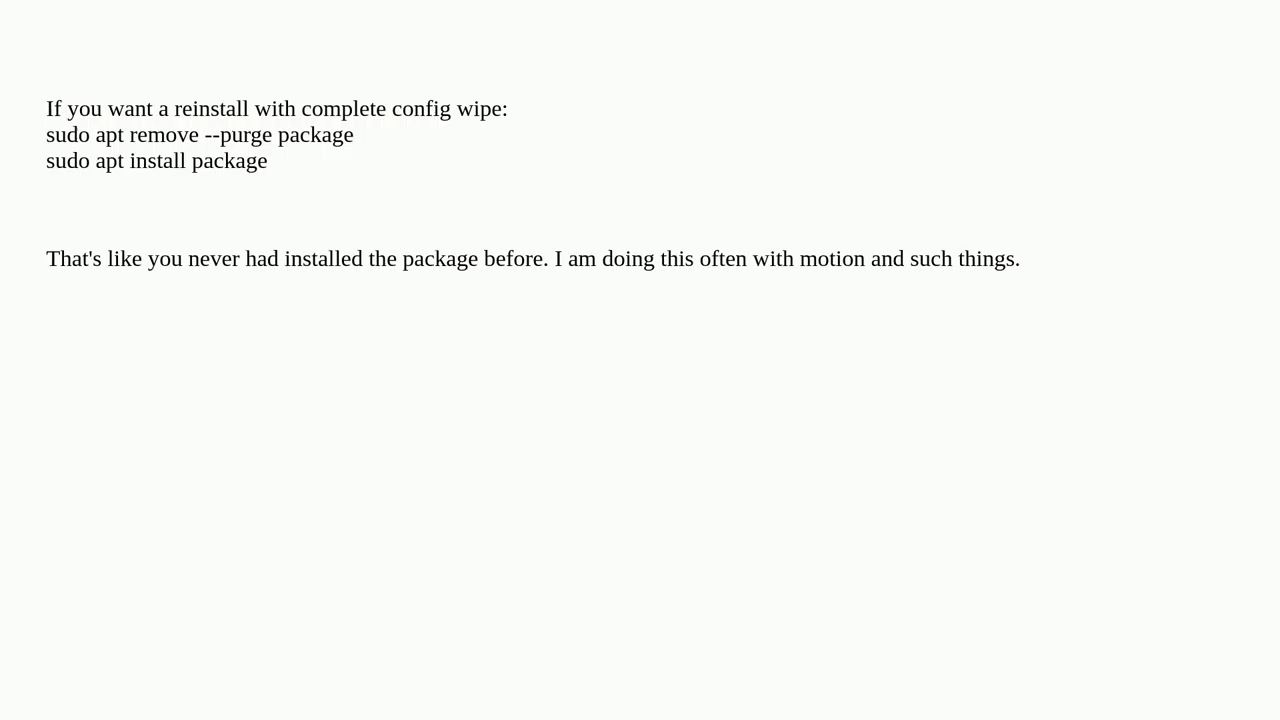 If you want a reinstall with complete config wipe:
sudo apt remove --purge package
sudo apt install package
That's like you never had installed the package before. I am doing this often with motion and such things.